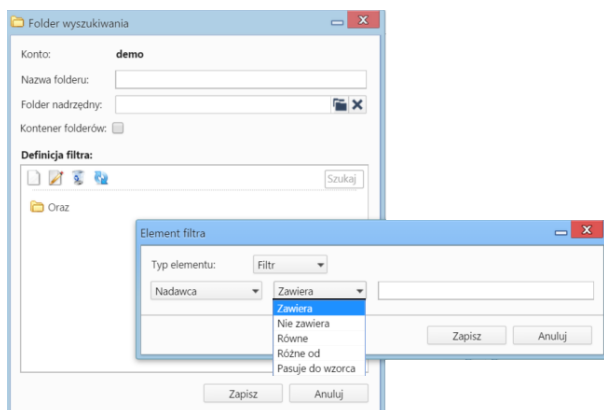 Folder wyszukiwania
Konto: demo
Nazwa folderu:
Folder nadrzędny:
Kontener folderów:
Definicja filtra:
Szukaj
Oraz
Element filtra
Typ elementu: Filtr
Nadawca Zawiera
Zawiera
Nie zawiera
Równe
Różne od
Pasuje do wzorca
Zapisz Anuluj
Zapisz Anuluj